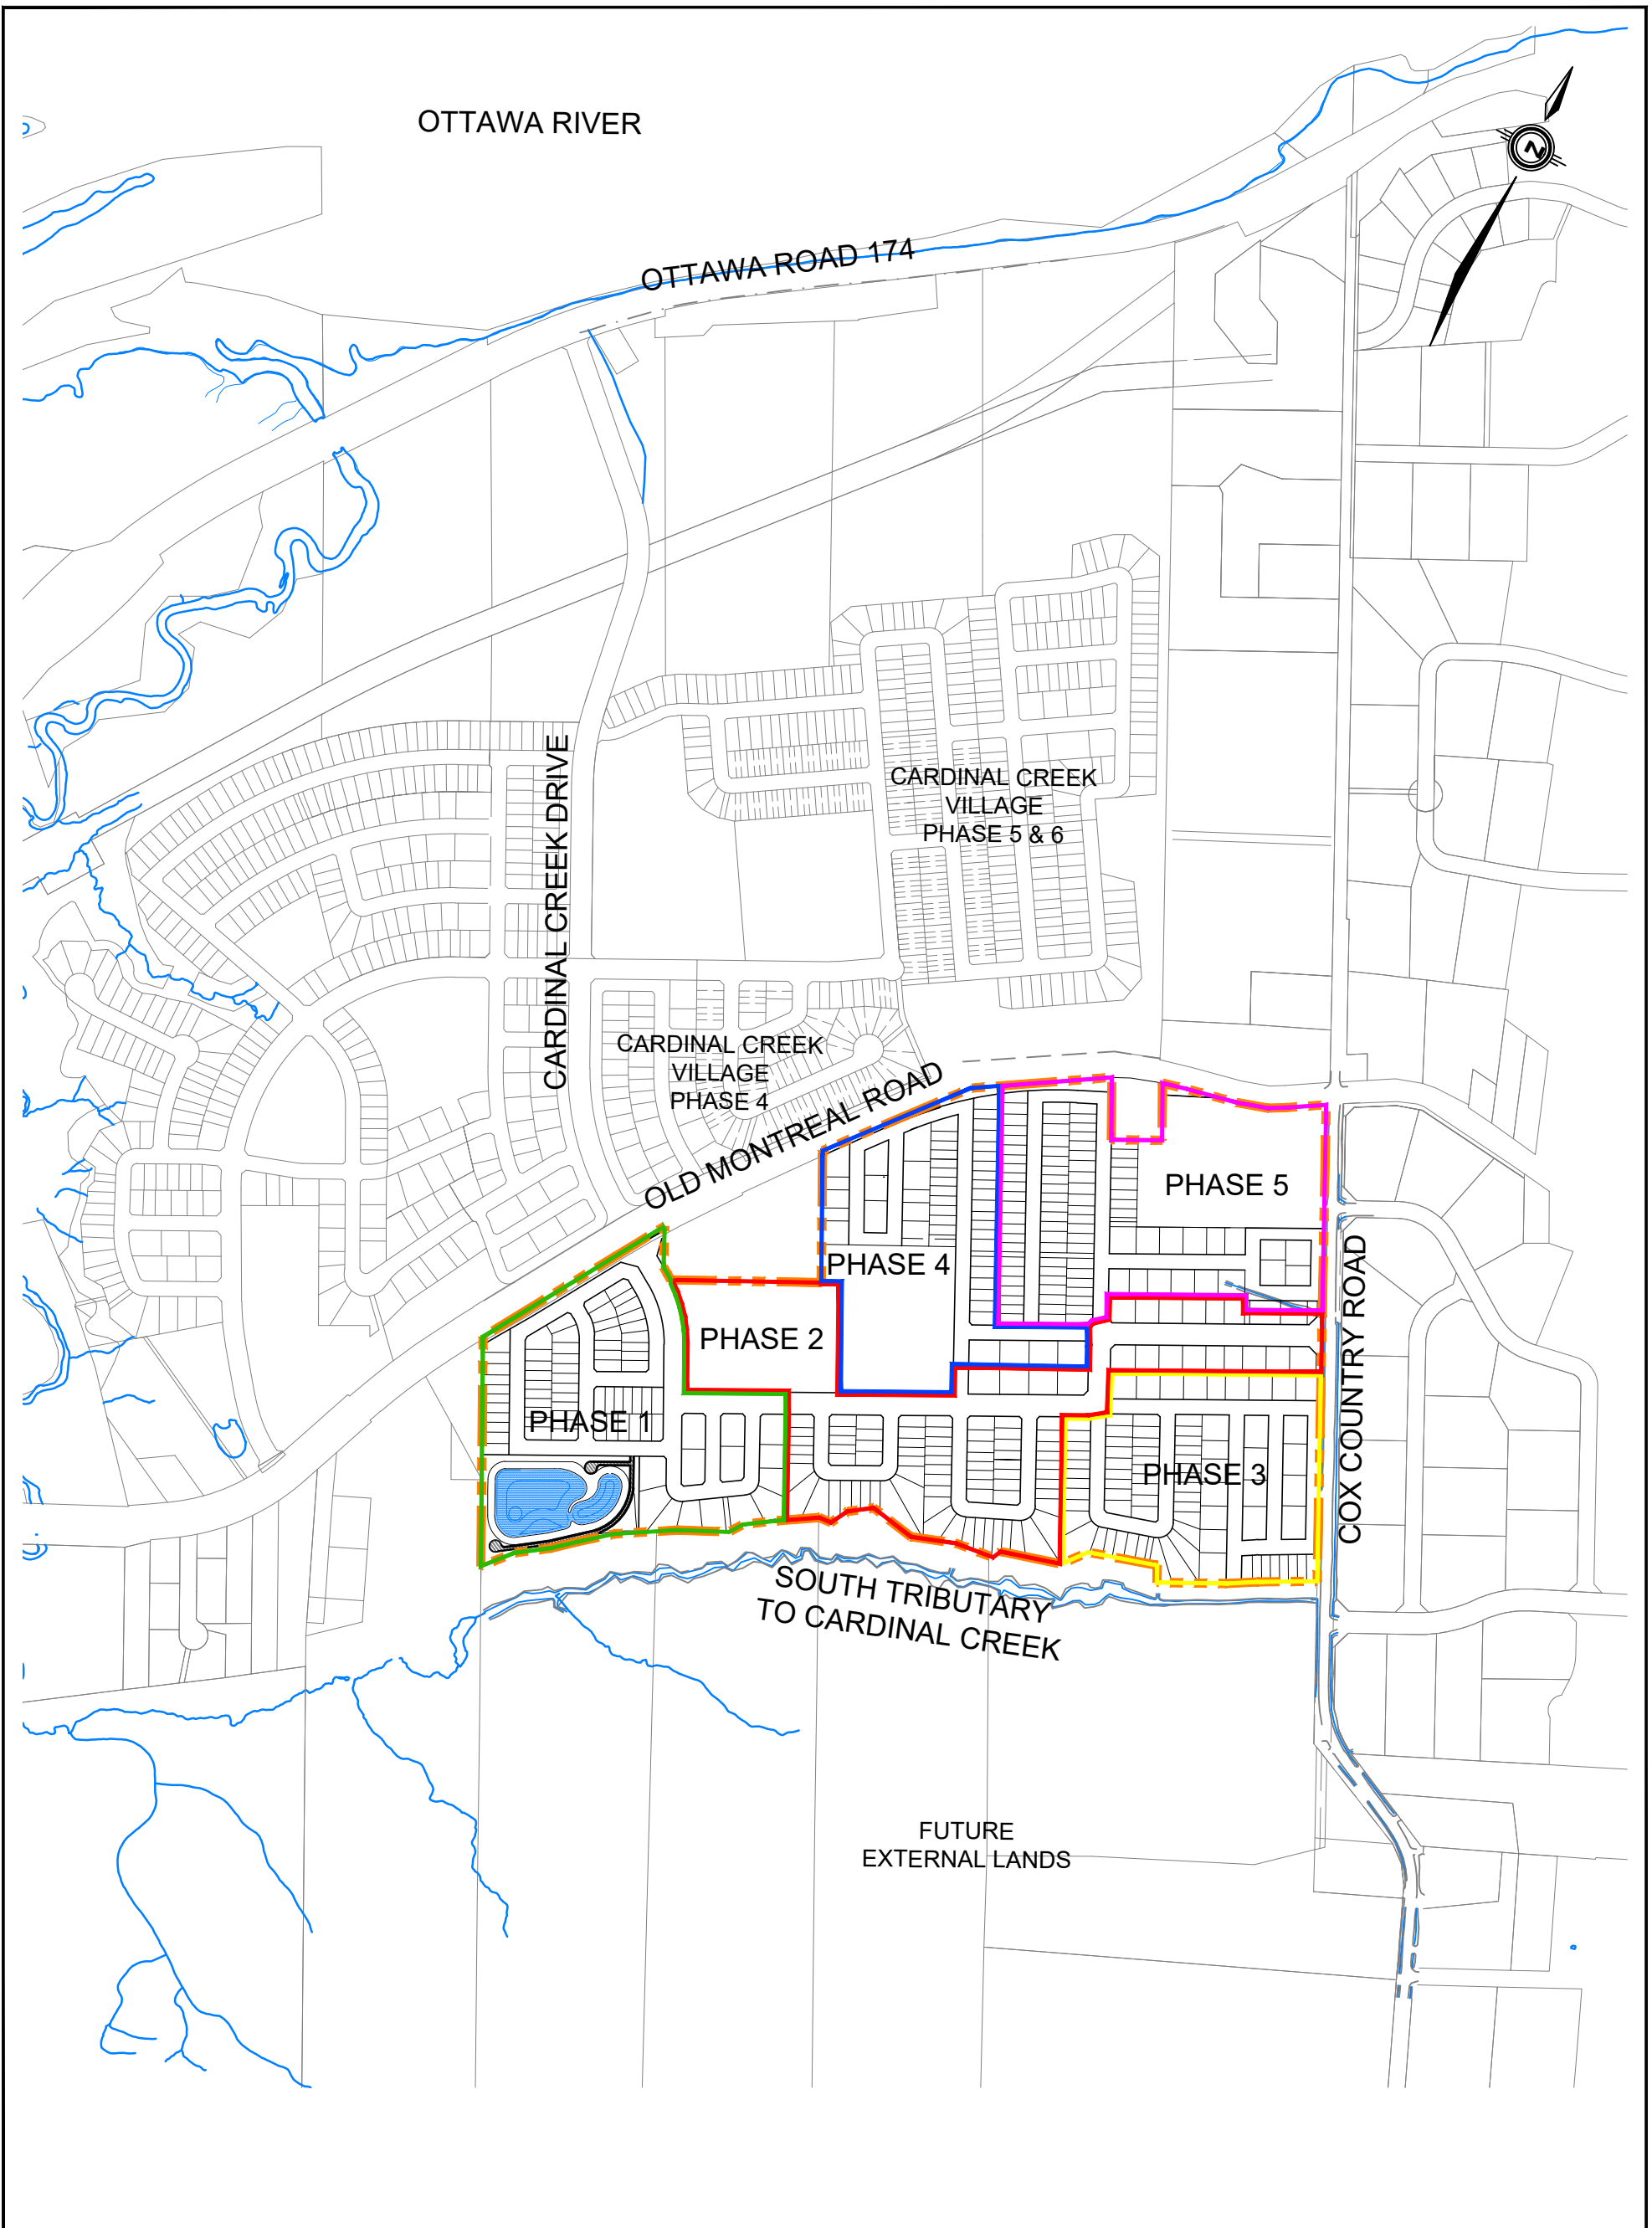 OTTAWA RIVER
N
OTTAWA ROAD 174
CARDINAL CREEK DRIVE
CARDINAL CREEK
VILLAGE
PHASE 5 & 6
CARDINAL CREEK
VILLAGE
PHASE 4
OLD MONTREAL ROAD
PHASE 5
PHASE 4
PHASE 2
PHASE 1
PHASE 3
COX COUNTRY ROAD
SOUTH TRIBUTARY
TO CARDINAL CREEK
FUTURE
EXTERNAL LANDS